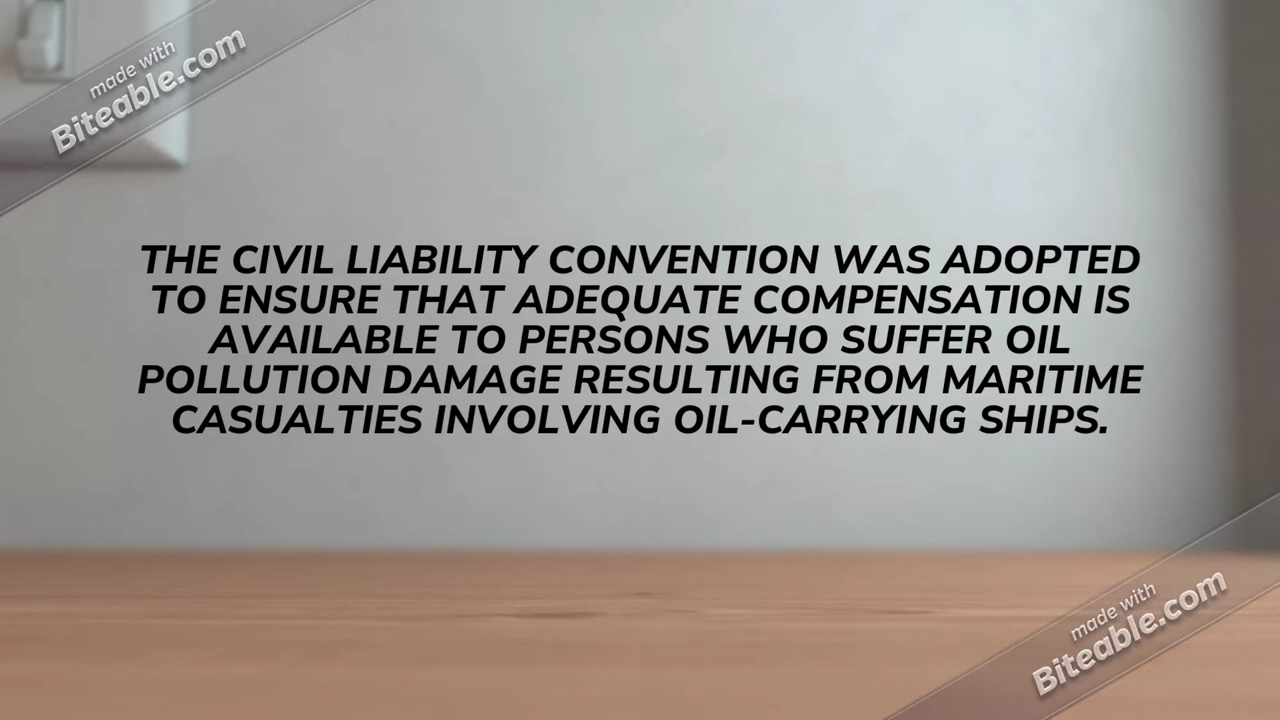 made with
Biteable.com
THE CIVIL LIABILITY CONVENTION WAS ADOPTED
TO ENSURE THAT ADEQUATE COMPENSATION IS
AVAILABLE TO PERSONS WHO SUFFER OIL
POLLUTION DAMAGE RESULTING FROM MARITIME
CASUALTIES INVOLVING OIL-CARRYING SHIPS.
made with
Biteable.com